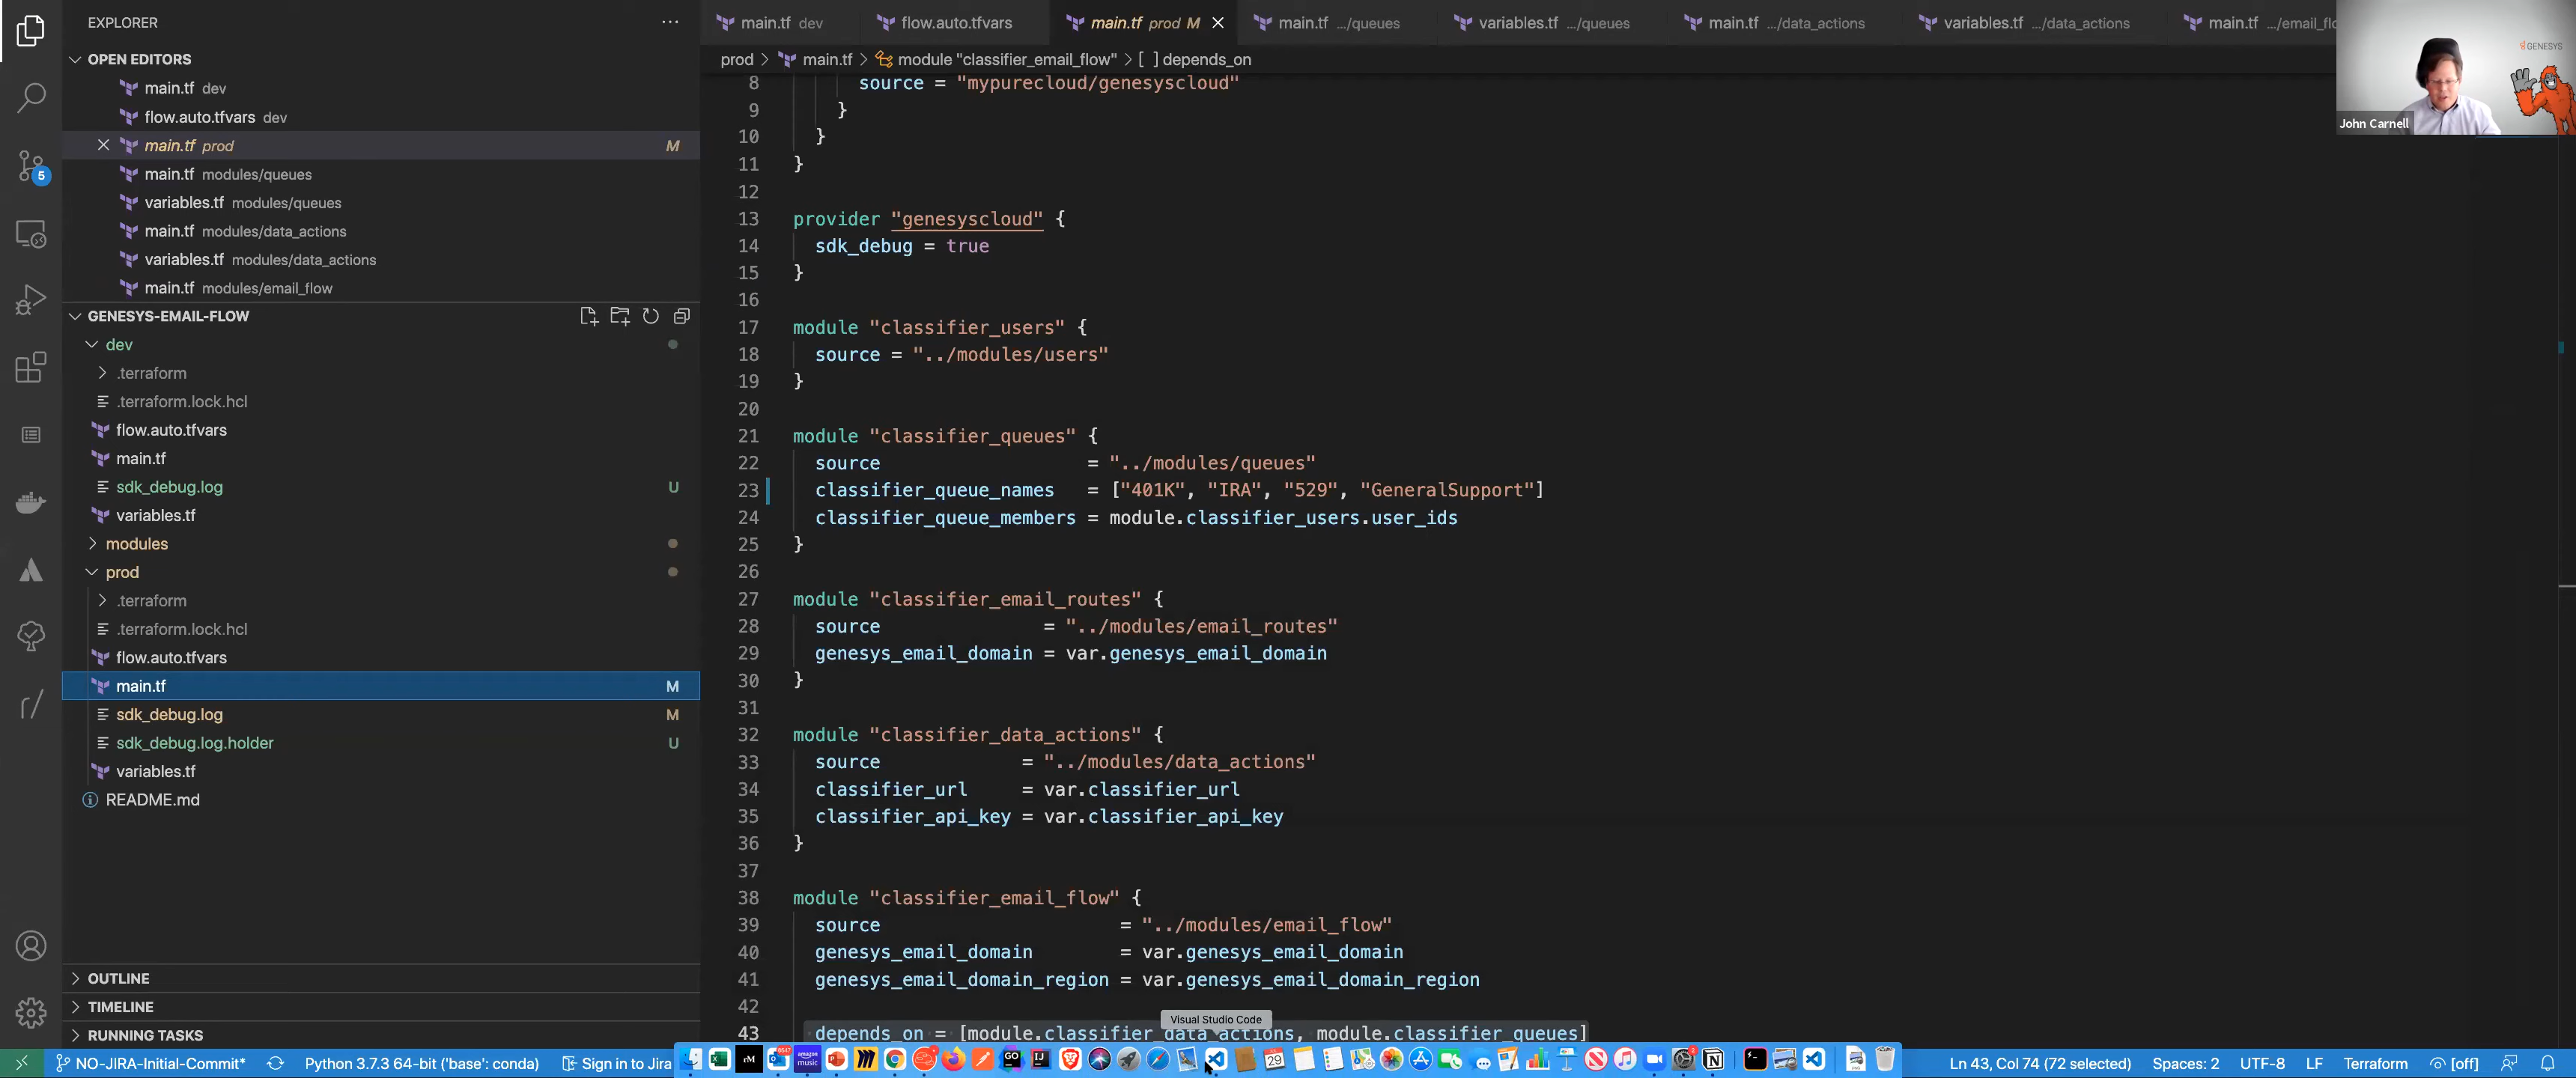 EXPLORER
OPEN EDITORS
main.tf dev
flow.auto.tfvars dev
main.tf prod M
main.tf modules/queues
variables.tf modules/queues
main.tf modules/data_actions
variables.tf modules/data_actions
main.tf modules/email_flow
GENESYS-EMAIL-FLOW
dev
.terraform
.terraform.lock.hcl
flow.auto.tfvars
main.tf
sdk_debug.log U
variables.tf
modules
prod
.terraform
.terraform.lock.hcl
flow.auto.tfvars
main.tf M
sdk_debug.log M
sdk_debug.log.holder U
variables.tf
README.md
OUTLINE
TIMELINE
RUNNING TASKS
5
main.tf dev
flow.auto.tfvars
main.tf prod M
main.tf .../queues
variables.tf .../queues
main.tf .../data_actions
variables.tf .../data_actions
main.tf .../email_flo
prod > main.tf > module "classifier_email_flow" > [ ] depends_on
8 source = "mypurecloud/genesyscloud"
9 }
10 }
11 }
12
13 provider "genesyscloud" {
14 sdk_debug = true
15 }
16
17 module "classifier_users" {
18 source = "../modules/users"
19 }
20
21 module "classifier_queues" {
22 source = "../modules/queues"
23 classifier_queue_names = ["401K", "IRA", "529", "GeneralSupport"]
24 classifier_queue_members = module.classifier_users.user_ids
25 }
26
27 module "classifier_email_routes" {
28 source = "../modules/email_routes"
29 genesys_email_domain = var.genesys_email_domain
30 }
31
32 module "classifier_data_actions" {
33 source = "../modules/data_actions"
34 classifier_url = var.classifier_url
35 classifier_api_key = var.classifier_api_key
36 }
37
38 module "classifier_email_flow" {
39 source = "../modules/email_flow"
40 genesys_email_domain = var.genesys_email_domain
41 genesys_email_domain_region = var.genesys_email_domain_region
42
43 depends_on = [module.classifier_data_actions, module.classifier_queues]
Visual Studio Code
GENESYS
John Carnell
NO-JIRA-Initial-Commit*
Python 3.7.3 64-bit ('base': conda)
Sign in to Jira
rM
amazon music
GO
IJ
29
Ln 43, Col 74 (72 selected)
Spaces: 2
UTF-8
LF
Terraform
[off]